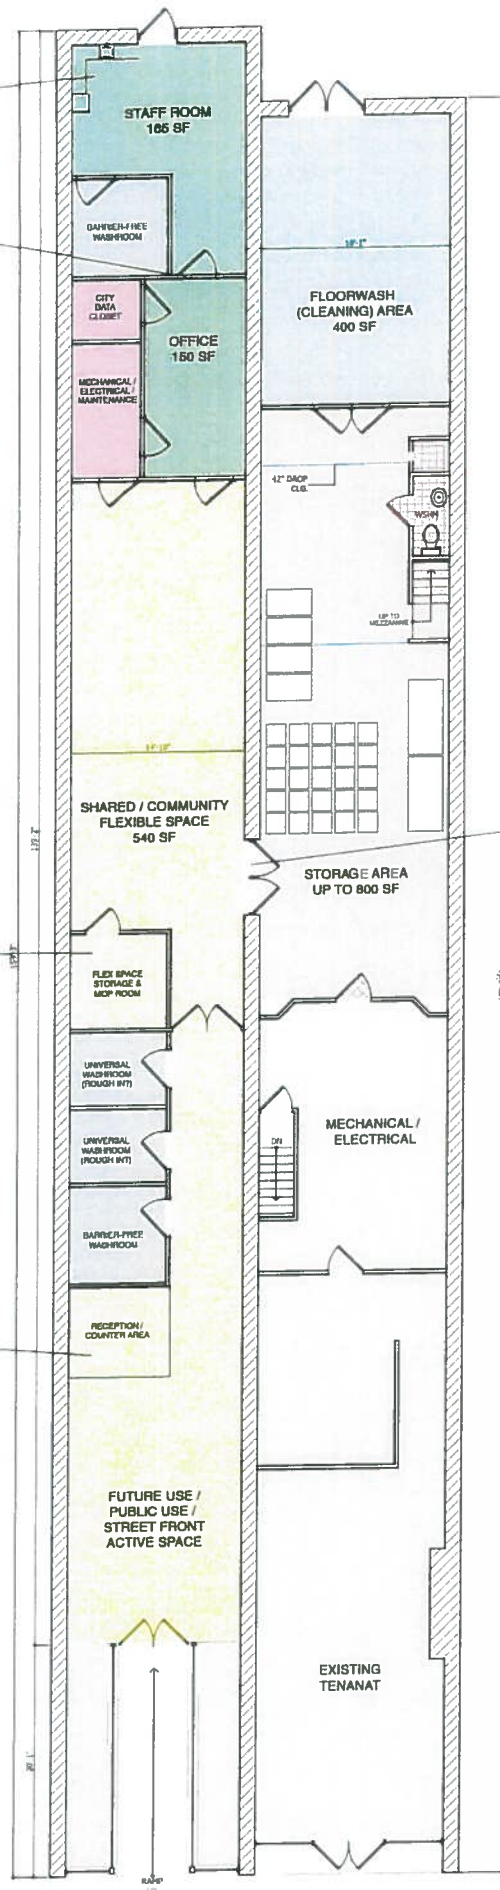 STAFF ROOM
165 SF
BARRIER-FREE
WASHROOM
CITY
DATA
CLOSET
OFFICE
150 SF
MECHANICAL /
ELECTRICAL /
MAINTENANCE
FLOORWASH
(CLEANING) AREA
400 SF
42" DROP
CLG.
WSHM
UP TO
MEZZANINE
SHARED / COMMUNITY
FLEXIBLE SPACE
540 SF
STORAGE AREA
UP TO 800 SF
FLEX SPACE
STORAGE &
MOP ROOM
UNIVERSAL
WASHROOM
(ROUGH IN?)
UNIVERSAL
WASHROOM
(ROUGH INT)
MECHANICAL /
ELECTRICAL
DN
BARRIER-FREE
WASHROOM
RECEPTION /
COUNTER AREA
FUTURE USE /
PUBLIC USE /
STREET FRONT
ACTIVE SPACE
EXISTING
TENANAT
RAMP